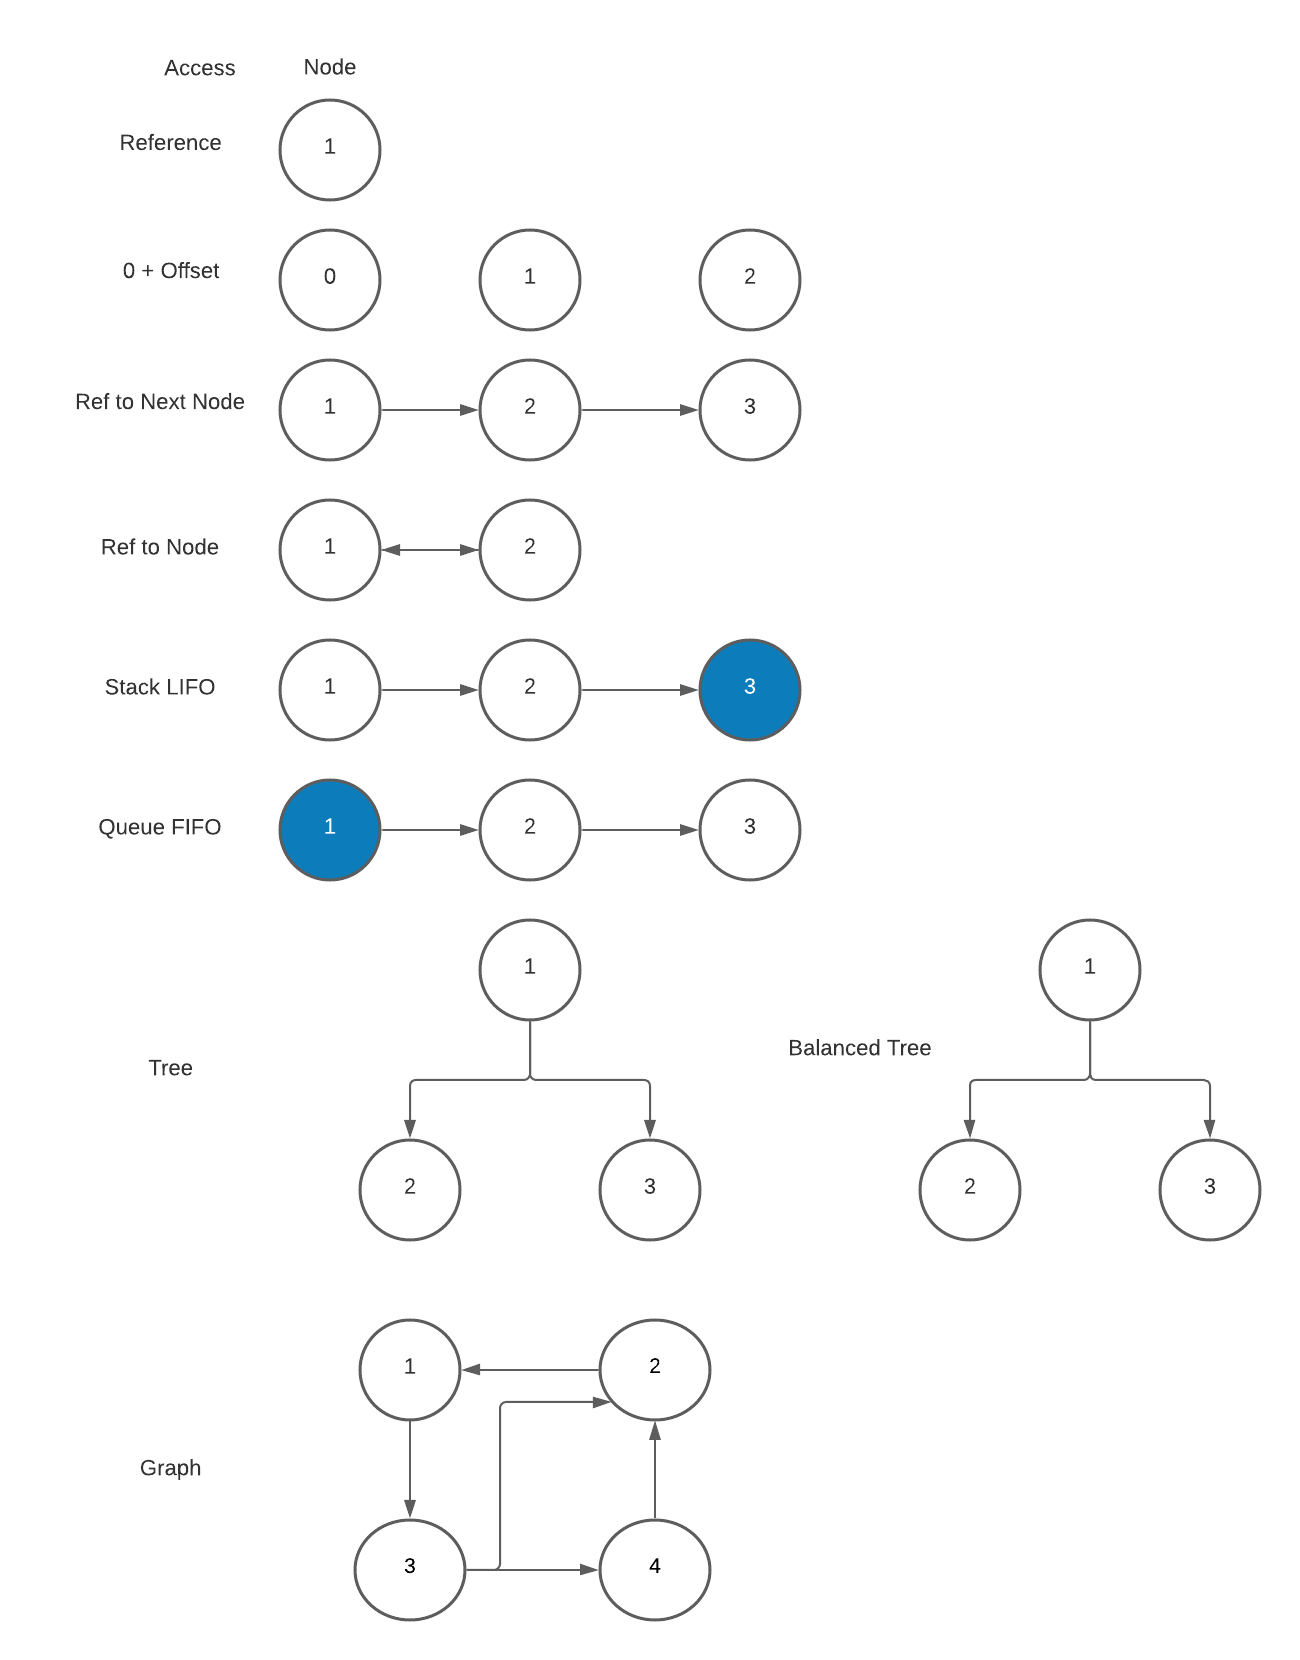 Access Node
Reference 1
0 + Offset 0 1 2
Ref to Next Node 1 2 3
Ref to Node 1 2
Stack LIFO 1 2 3
Queue FIFO 1 2 3
1 1
Tree Balanced Tree
2 3 2 3
1 2
Graph
3 4